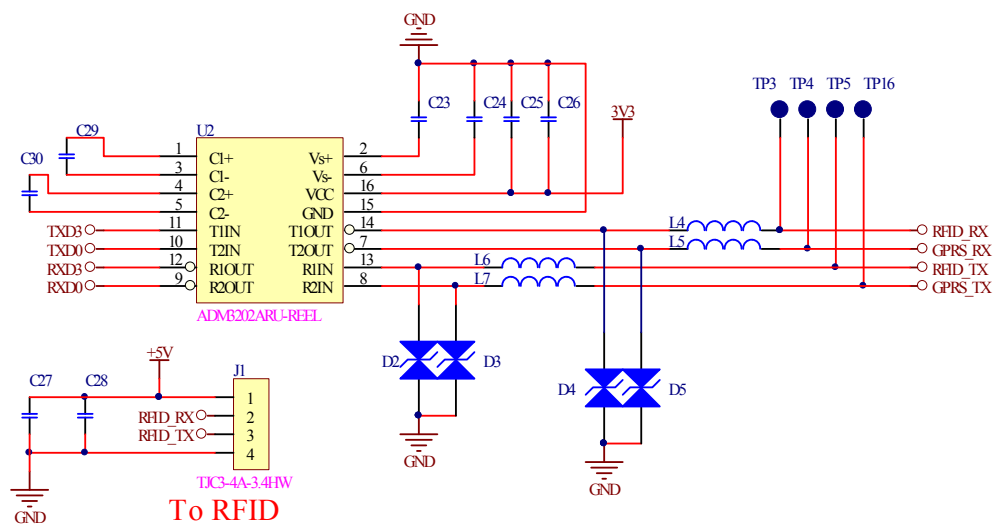 GND
TP3 TP4 TP5 TP16
C23 C24 C25 C26
3V3
U2
C29
C30
1 C1+ Vs+ 2
3 C1- Vs- 6
4 C2+ VCC 16
5 C2- GND 15
TXD3 11 T1IN T1OUT 14 L4 RFID_RX
TXD0 10 T2IN T2OUT 7 L5 GPRS_RX
RXD3 12 R1OUT R1IN 13 L6 RFID_TX
RXD0 9 R2OUT R2IN 8 L7 GPRS_TX
ADM3202ARU-REEL
D2 D3
D4 D5
GND
GND
+5V
C27 C28
J1
1
RFID_RX 2
RFID_TX 3
4
TJC3-4A-3.4HW
GND
To RFID